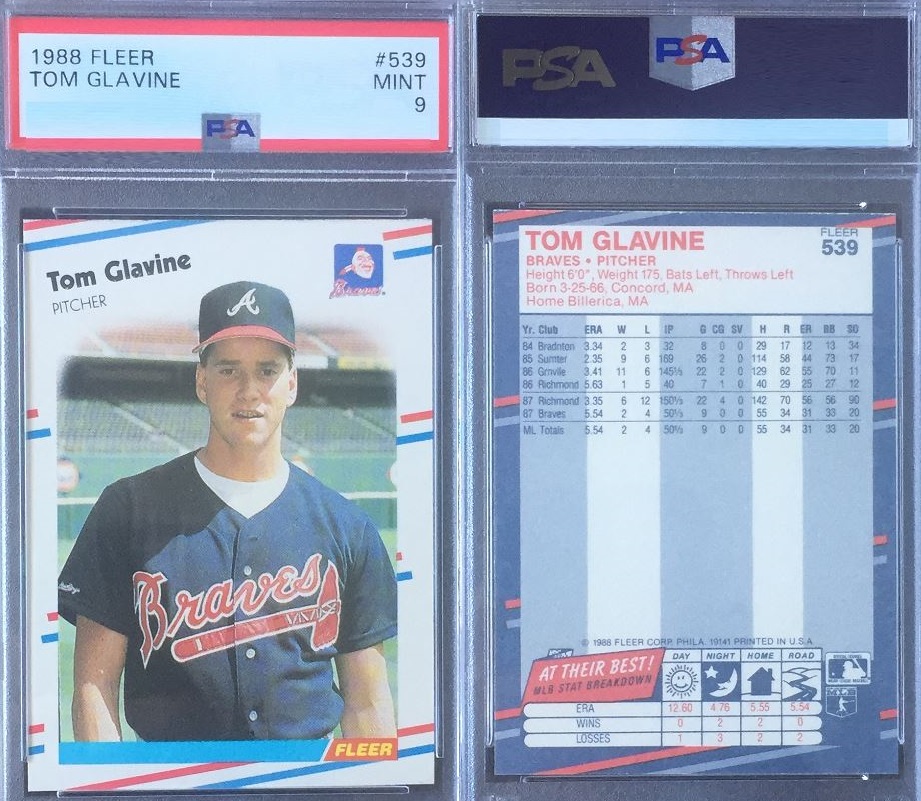 1988 FLEER #539
TOM GLAVINE MINT
9
PSA
Tom Glavine
PITCHER
Braves
A
Braves
FLEER
PSA PSA
TOM GLAVINE
FLEER
539
BRAVES • PITCHER
Height 6'0", Weight 175, Bats Left, Throws Left
Born 3-25-66, Concord, MA
Home Billerica, MA
Yr. Club ERA W L IP G CG SV H R ER BB SO
84 Bradnton 3.34 2 3 32 8 0 0 29 17 12 13 34
85 Sumter 2.35 9 6 169 26 2 0 114 58 44 73 17
86 Grnville 3.41 11 6 145⅓ 22 2 0 129 62 55 70 11
86 Richmond 5.63 1 5 40 7 1 0 40 29 25 27 12
87 Richmond 3.35 6 12 150⅓ 22 4 0 142 70 56 56 90
87 Braves 5.54 2 4 50⅓ 9 0 0 55 34 31 33 20
ML Totals 5.54 2 4 50⅓ 9 0 0 55 34 31 33 20
© 1988 FLEER CORP. PHILA. 19141 PRINTED IN U.S.A
AT THEIR BEST!
MLB STAT BREAKDOWN
DAY NIGHT HOME ROAD
ERA 12.60 4.76 5.55 5.54
WINS 0 2 2 0
LOSSES 1 3 2 2